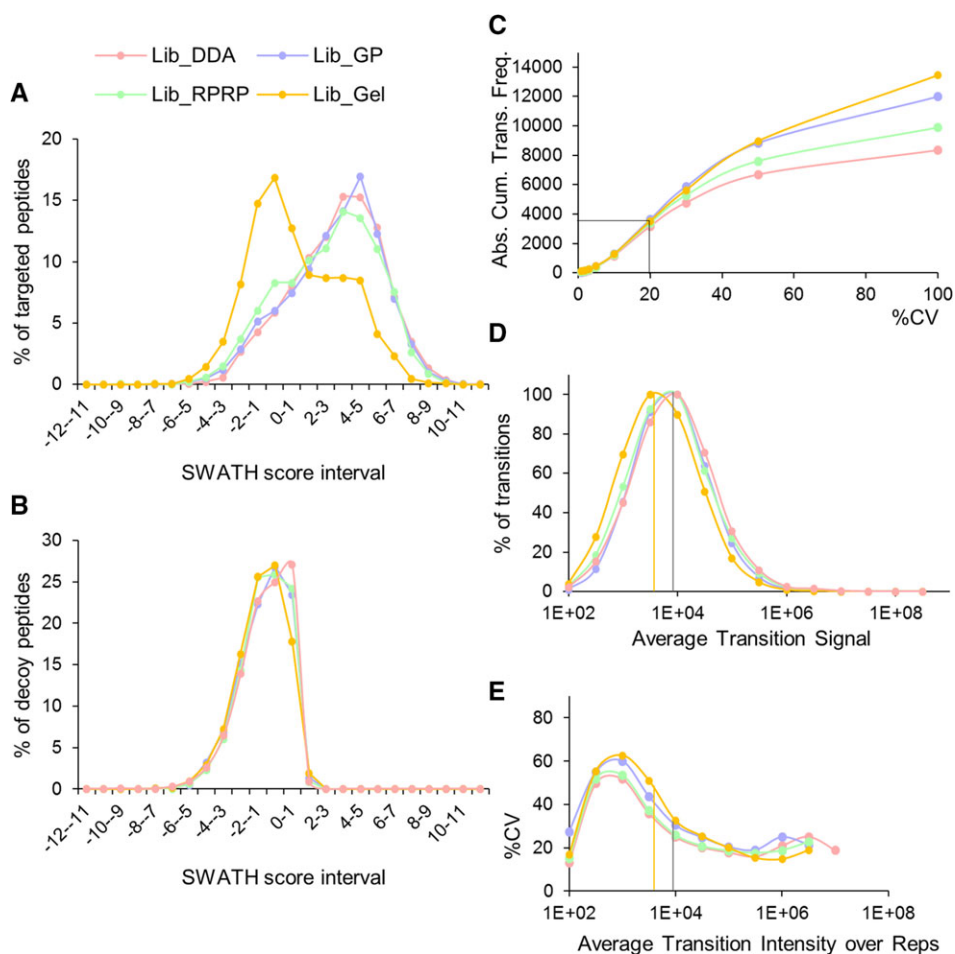 Lib_DDA
Lib_GP
Lib_RPRP
Lib_Gel
A
20
15
10
5
0
% of targeted peptides
-12--11
-10--9
-8--7
-6--5
-4--3
-2--1
0-1
2-3
4-5
6-7
8-9
10-11
SWATH score interval
B
30
25
20
15
10
5
0
% of decoy peptides
-12--11
-10--9
-8--7
-6--5
-4--3
-2--1
0-1
2-3
4-5
6-7
8-9
10-11
SWATH score interval
C
14000
12000
10000
8000
6000
4000
2000
0
Abs. Cum. Trans. Freq.
0
20
40
60
80
100
%CV
D
100
80
60
40
20
0
% of transitions
1E+02
1E+04
1E+06
1E+08
Average Transition Signal
E
80
60
40
20
0
%CV
1E+02
1E+04
1E+06
1E+08
Average Transition Intensity over Reps